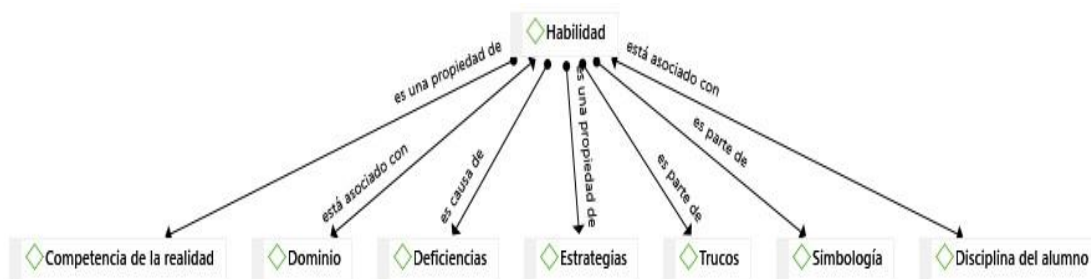 Habilidad
es una propiedad de
está asociado con
es causa de
es una propiedad de
es parte de
es parte de
está asociado con
Competencia de la realidad
Dominio
Deficiencias
Estrategias
Trucos
Simbología
Disciplina del alumno